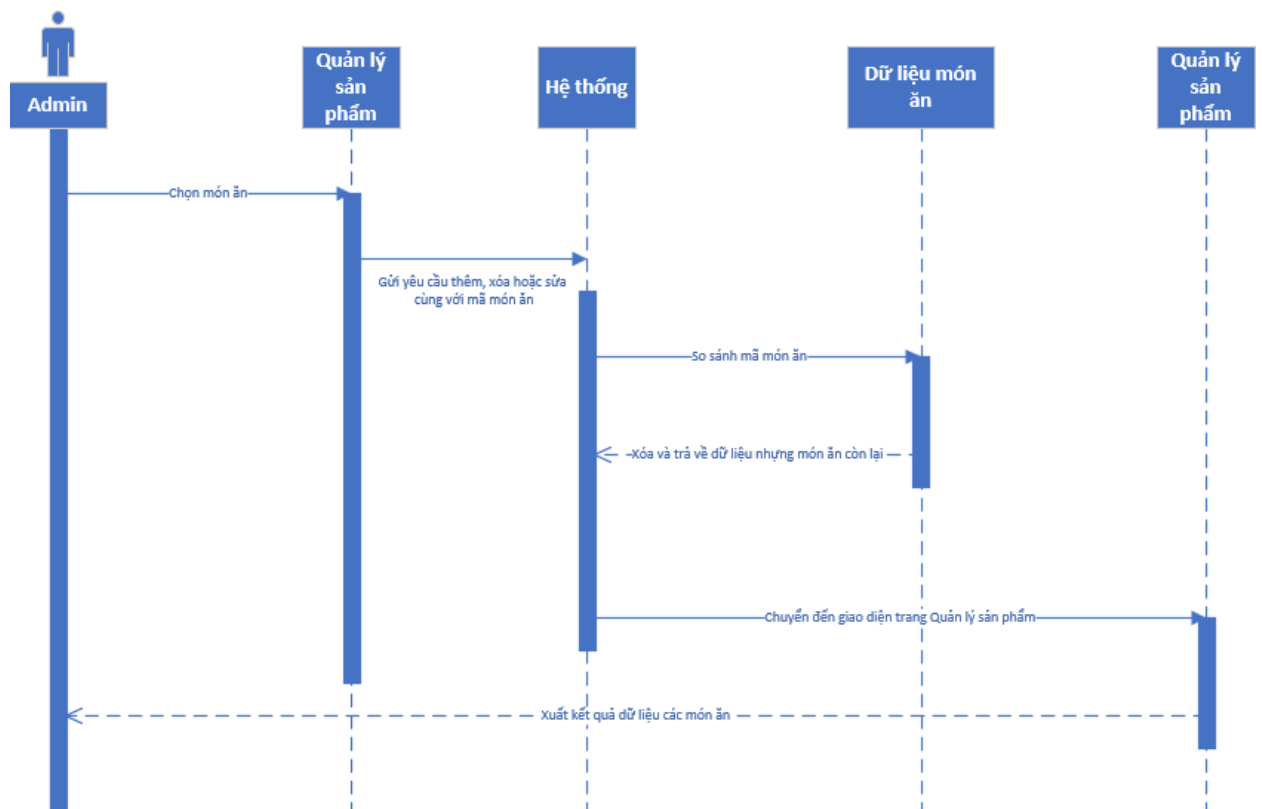 Admin
Quản lý
sản
phẩm
Hệ thống
Dữ liệu món
ăn
Quản lý
sản
phẩm
Chọn món ăn
Gửi yêu cầu thêm, xóa hoặc sửa
cùng với mã món ăn
So sánh mã món ăn
Xóa và trả về dữ liệu nhựng món ăn còn lại
Chuyển đến giao diện trang Quản lý sản phẩm
Xuất kết quả dữ liệu các món ăn